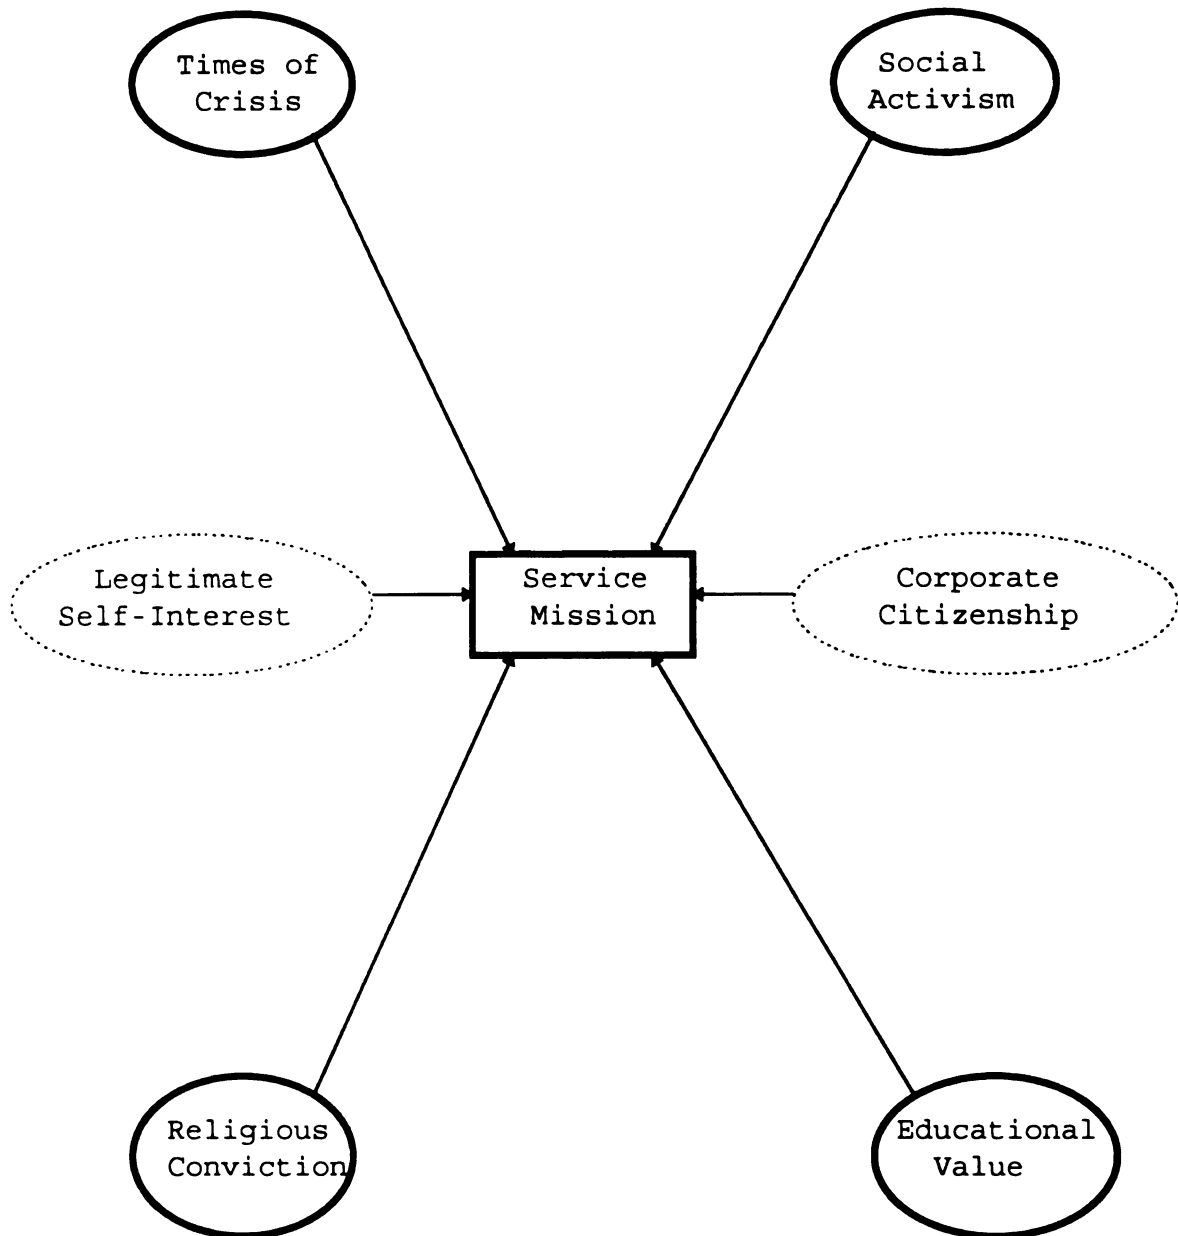 Times of
Crisis
Social
Activism
Legitimate
Self-Interest
Service
Mission
Corporate
Citizenship
Religious
Conviction
Educational
Value